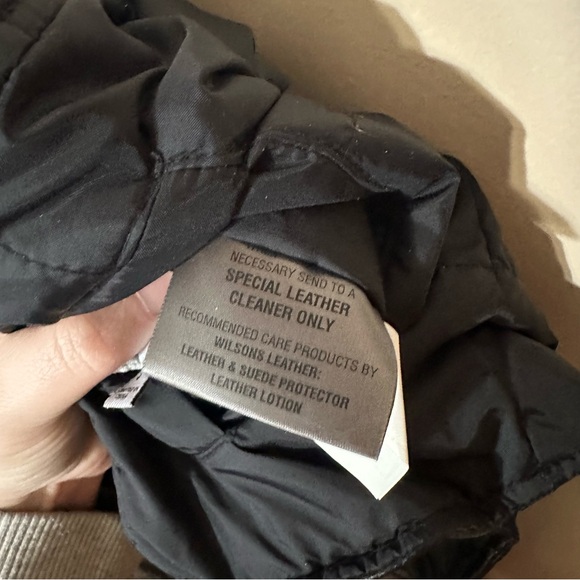 NECESSARY SEND TO A
SPECIAL LEATHER
CLEANER ONLY
RECOMMENDED CARE PRODUCTS BY
WILSONS LEATHER:
LEATHER & SUEDE PROTECTOR
LEATHER LOTION